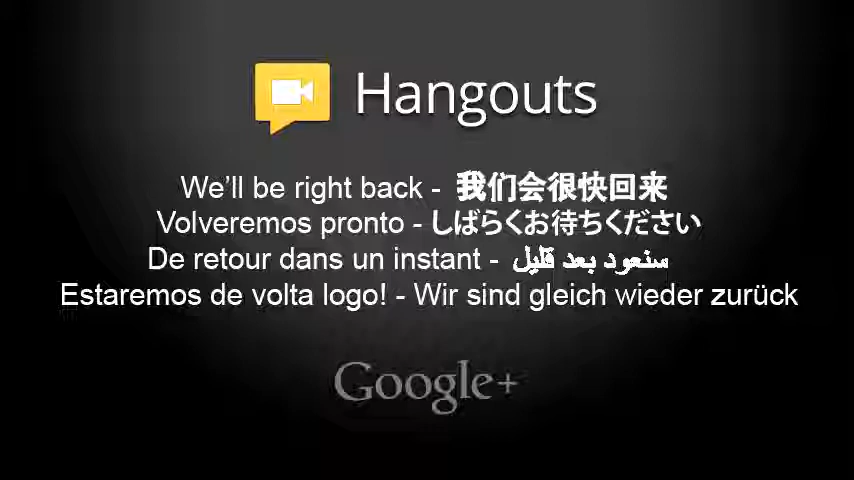 Hangouts
We'll be right back - 我们会很快回来
Volveremos pronto - しばらくお待ちください
De retour dans un instant - سنعود بعد قليل
Estaremos de volta logo! - Wir sind gleich wieder zurück
Google+